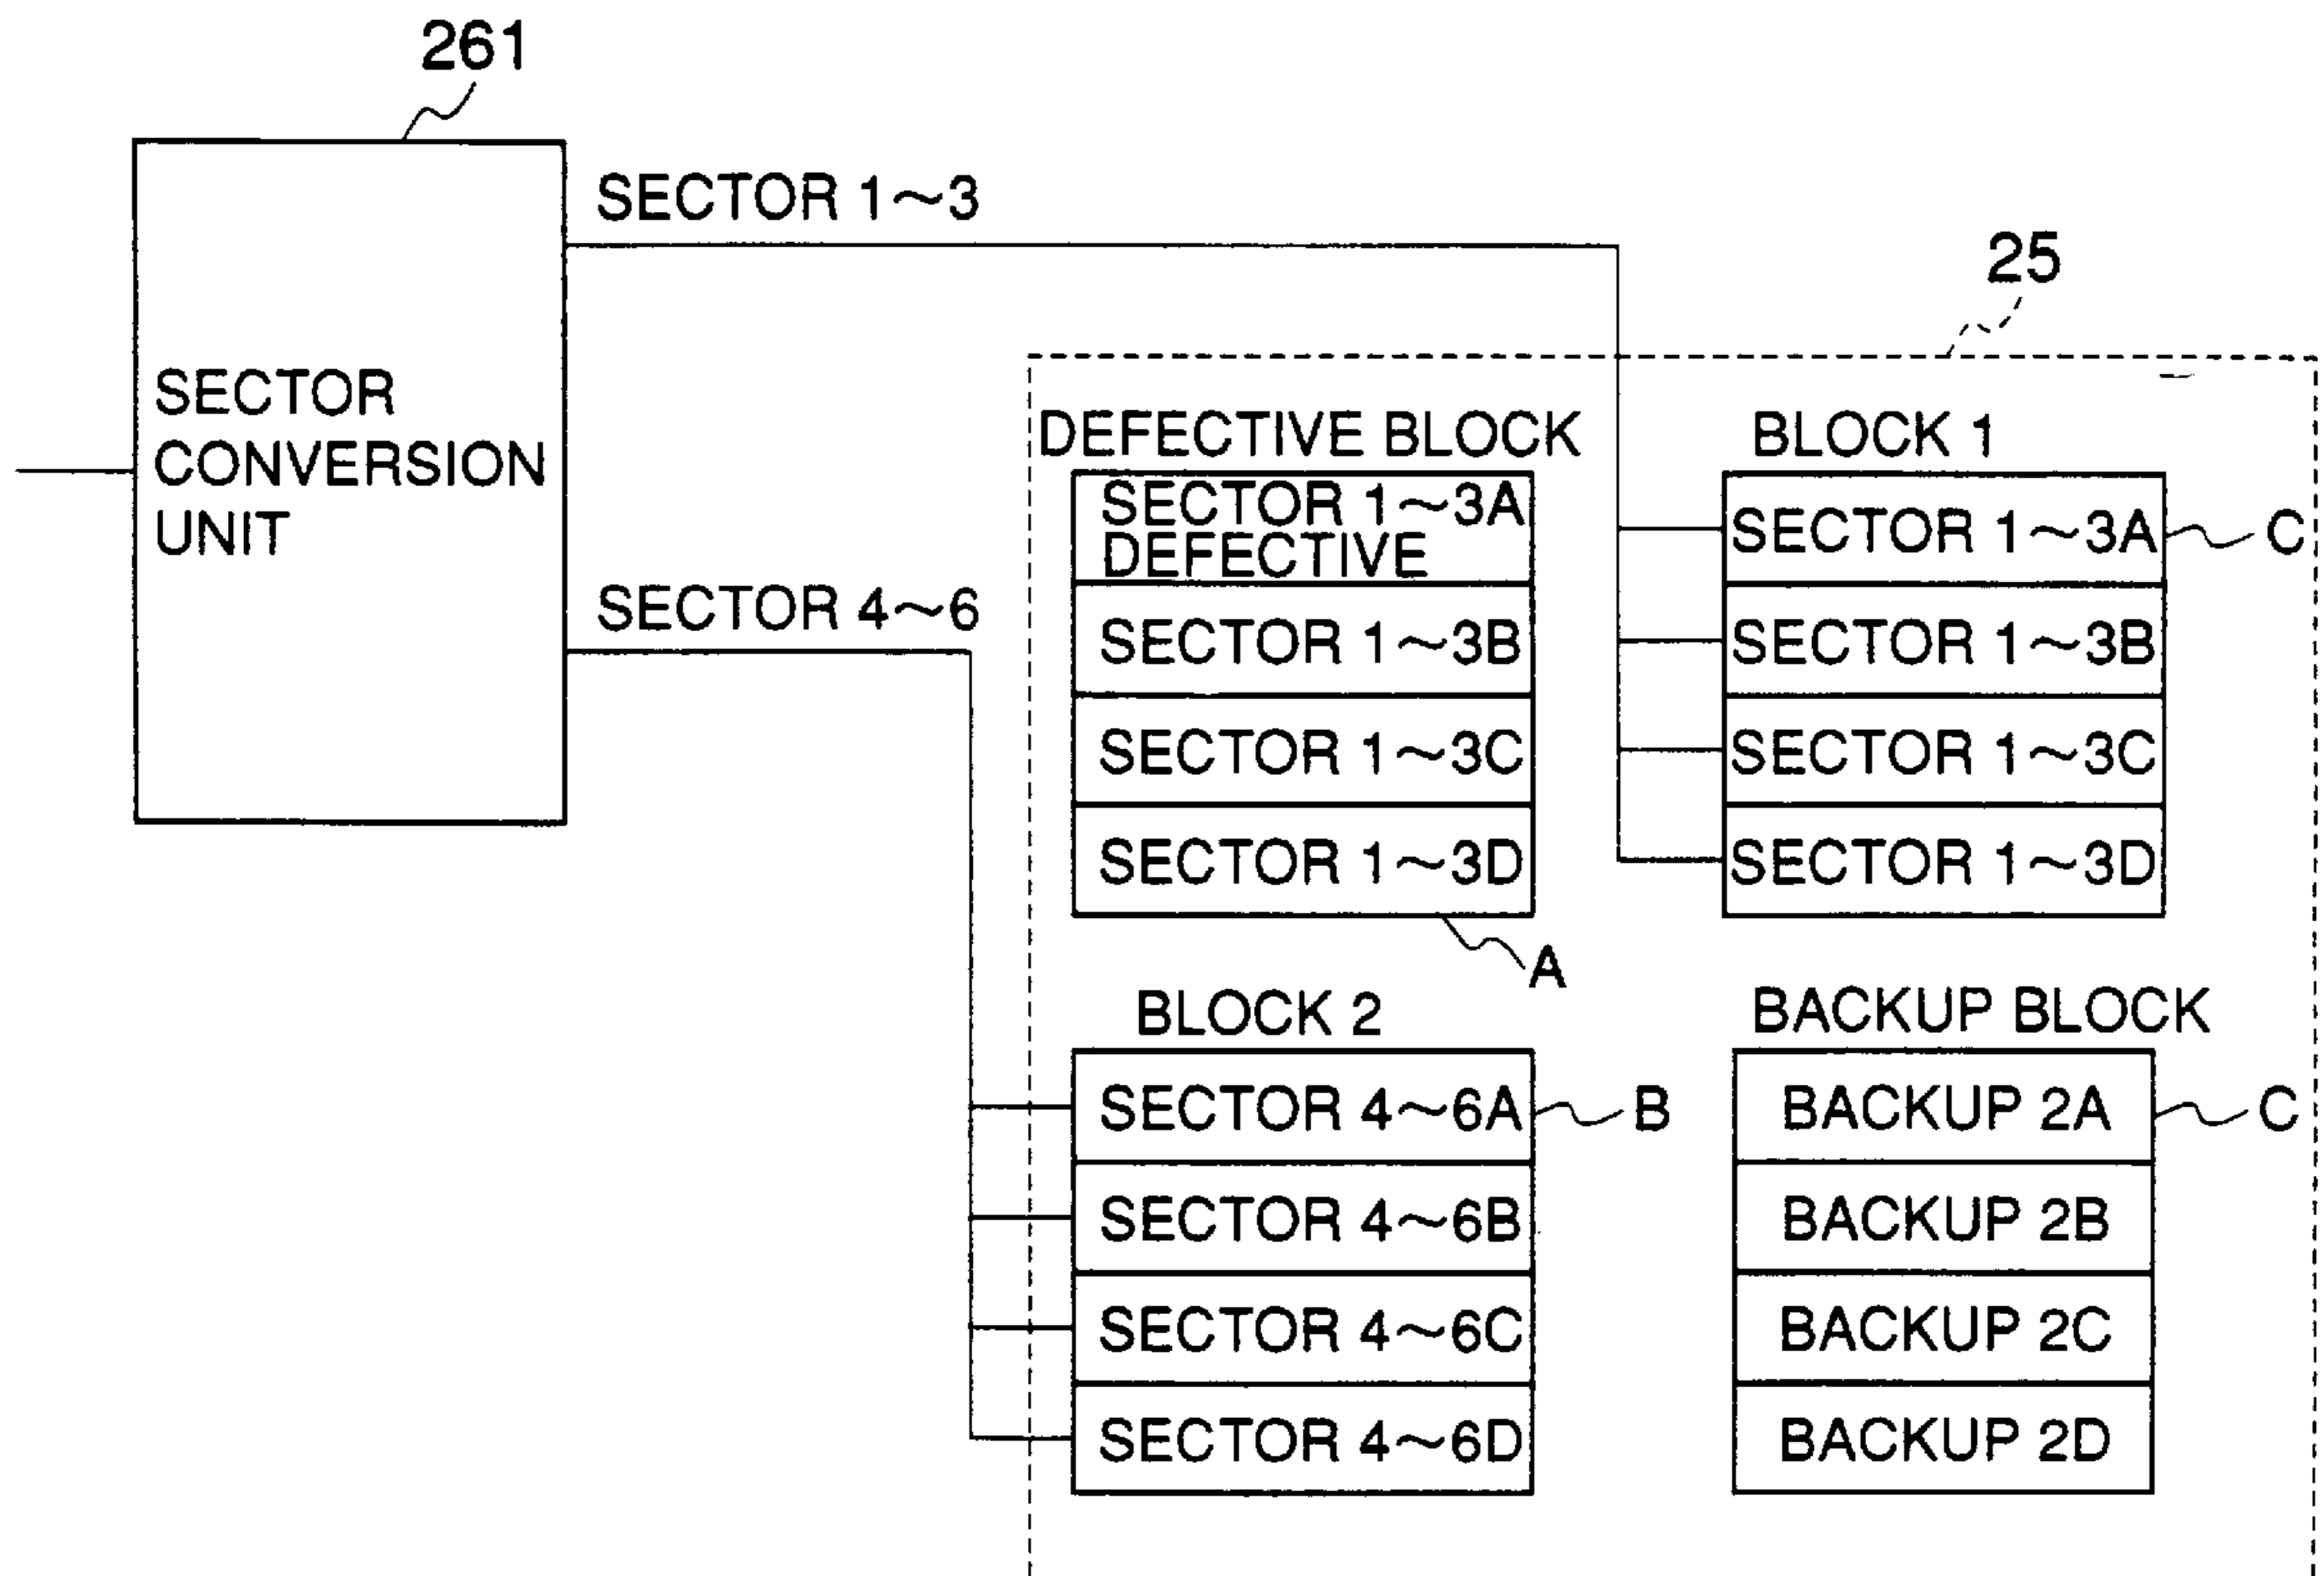 261
SECTOR 1~3
25
SECTOR
CONVERSION
UNIT
DEFECTIVE BLOCK
SECTOR 1~3A
DEFECTIVE
SECTOR 1~3B
SECTOR 1~3C
SECTOR 1~3D
A
BLOCK 1
SECTOR 1~3A
C
SECTOR 1~3B
SECTOR 1~3C
SECTOR 1~3D
SECTOR 4~6
BLOCK 2
SECTOR 4~6A
B
SECTOR 4~6B
SECTOR 4~6C
SECTOR 4~6D
BACKUP BLOCK
BACKUP 2A
C
BACKUP 2B
BACKUP 2C
BACKUP 2D